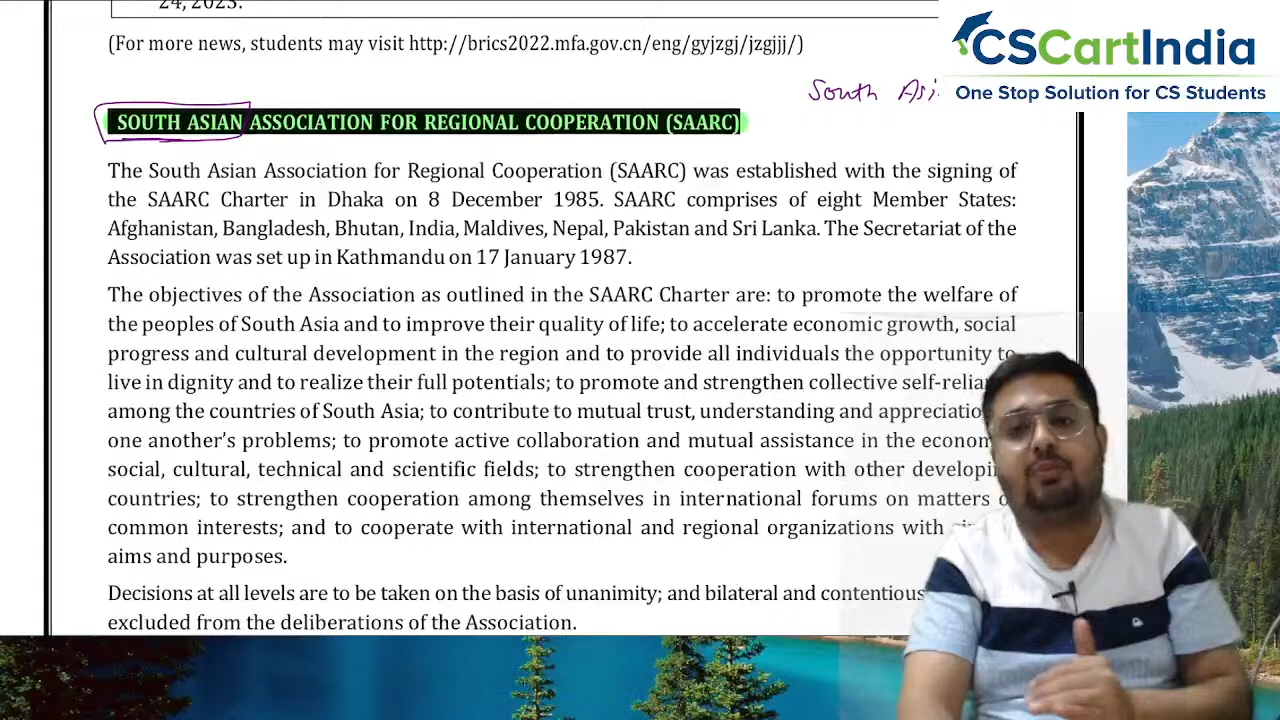 24, 2023.
(For more news, students may visit http://brics2022.mfa.gov.cn/eng/gyjzgj/jzgjjj/)
CSCartIndia
One Stop Solution for CS Students
South Asi
SOUTH ASIAN ASSOCIATION FOR REGIONAL COOPERATION (SAARC)
The South Asian Association for Regional Cooperation (SAARC) was established with the signing of
the SAARC Charter in Dhaka on 8 December 1985. SAARC comprises of eight Member States:
Afghanistan, Bangladesh, Bhutan, India, Maldives, Nepal, Pakistan and Sri Lanka. The Secretariat of the
Association was set up in Kathmandu on 17 January 1987.
The objectives of the Association as outlined in the SAARC Charter are: to promote the welfare of
the peoples of South Asia and to improve their quality of life; to accelerate economic growth, social
progress and cultural development in the region and to provide all individuals the opportunity to
live in dignity and to realize their full potentials; to promote and strengthen collective self-relian
among the countries of South Asia; to contribute to mutual trust, understanding and appreciatio
one another's problems; to promote active collaboration and mutual assistance in the econom
social, cultural, technical and scientific fields; to strengthen cooperation with other developin
countries; to strengthen cooperation among themselves in international forums on matters o
common interests; and to cooperate with international and regional organizations with
aims and purposes.
Decisions at all levels are to be taken on the basis of unanimity; and bilateral and contentious
excluded from the deliberations of the Association.